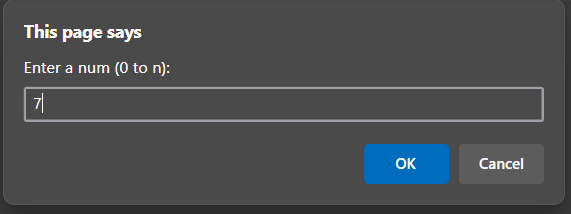 This page says
Enter a num (0 to n):
7
OK Cancel